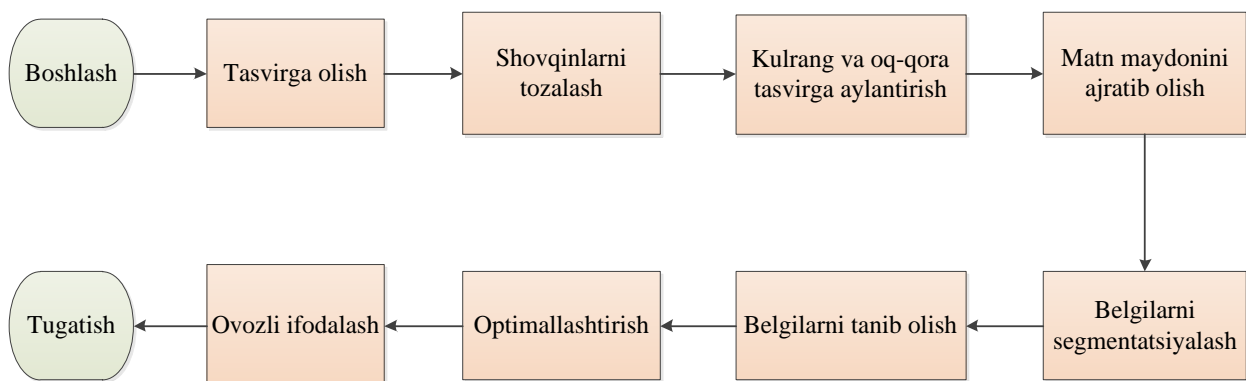 Boshlash
Tasvirga olish
Shovqinlarni
tozalash
Kulrang va oq-qora
tasvirga aylantirish
Matn maydonini
ajratib olish
Belgilarni
segmentatsiyalash
Belgilarni tanib olish
Optimallashtirish
Ovozli ifodalash
Tugatish